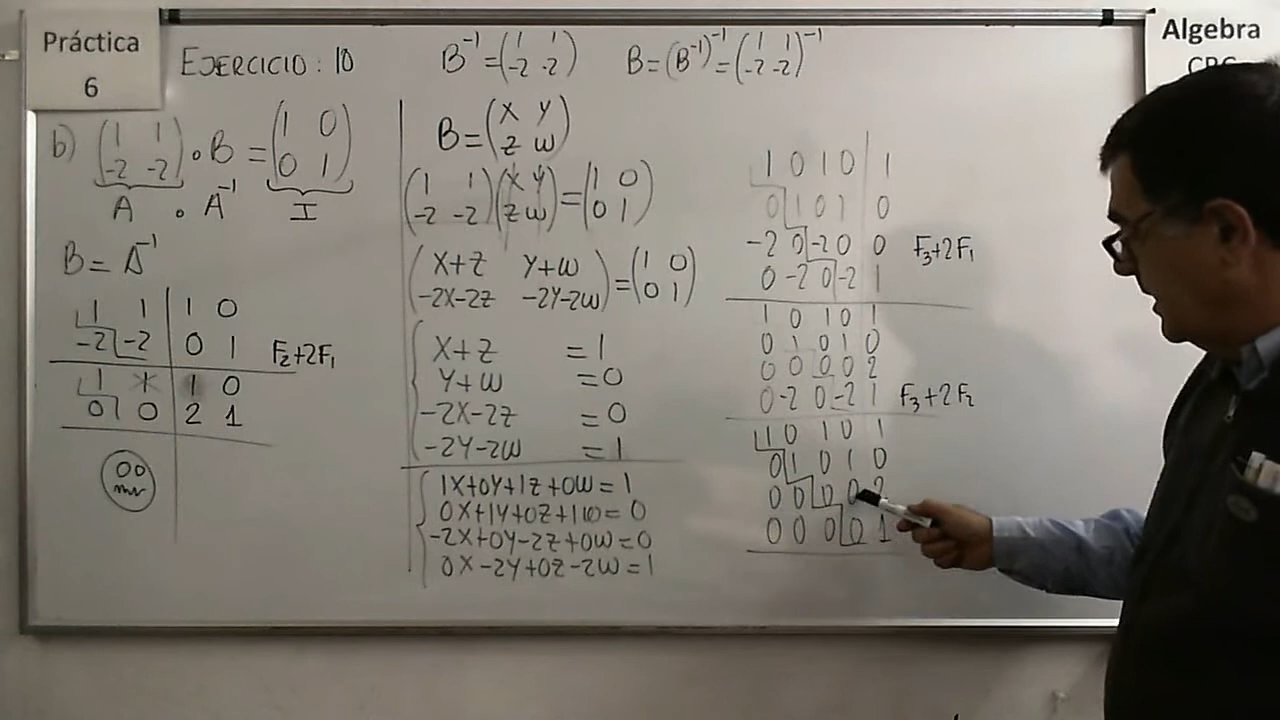 Práctica
6
EJERCICIO: 10
B⁻¹=(1 1
-2 -2)
B=(B⁻¹)⁻¹=(1 1
-2 -2)⁻¹
Algebra
b) (1 1
-2 -2) · B = (1 0
0 1)
A · A⁻¹ I
B = A⁻¹
1 1 | 1 0
-2 -2 | 0 1 F₂+2F₁
1 * | 1 0
0 0 | 2 1
B=(X Y
Z W)
(1 1
-2 -2)(X Y
Z W)=(1 0
0 1)
(X+Z Y+W
-2X-2Z -2Y-2W)=(1 0
0 1)
X+Z =1
Y+W =0
-2X-2Z =0
-2Y-2W =1
1X+0Y+1Z+0W=1
0X+1Y+0Z+1W=0
-2X+0Y-2Z+0W=0
0X-2Y+0Z-2W=1
1 0 1 0 | 1
0 1 0 1 | 0
-2 0 -2 0 | 0 F₃+2F₁
0 -2 0 -2 | 1
1 0 1 0 1
0 1 0 1 0
0 0 0 0 2
0 -2 0 -2 1 F₃+2F₂
1 0 1 0 1
0 1 0 1 0
0 0 0 0 2
0 0 0 0 1